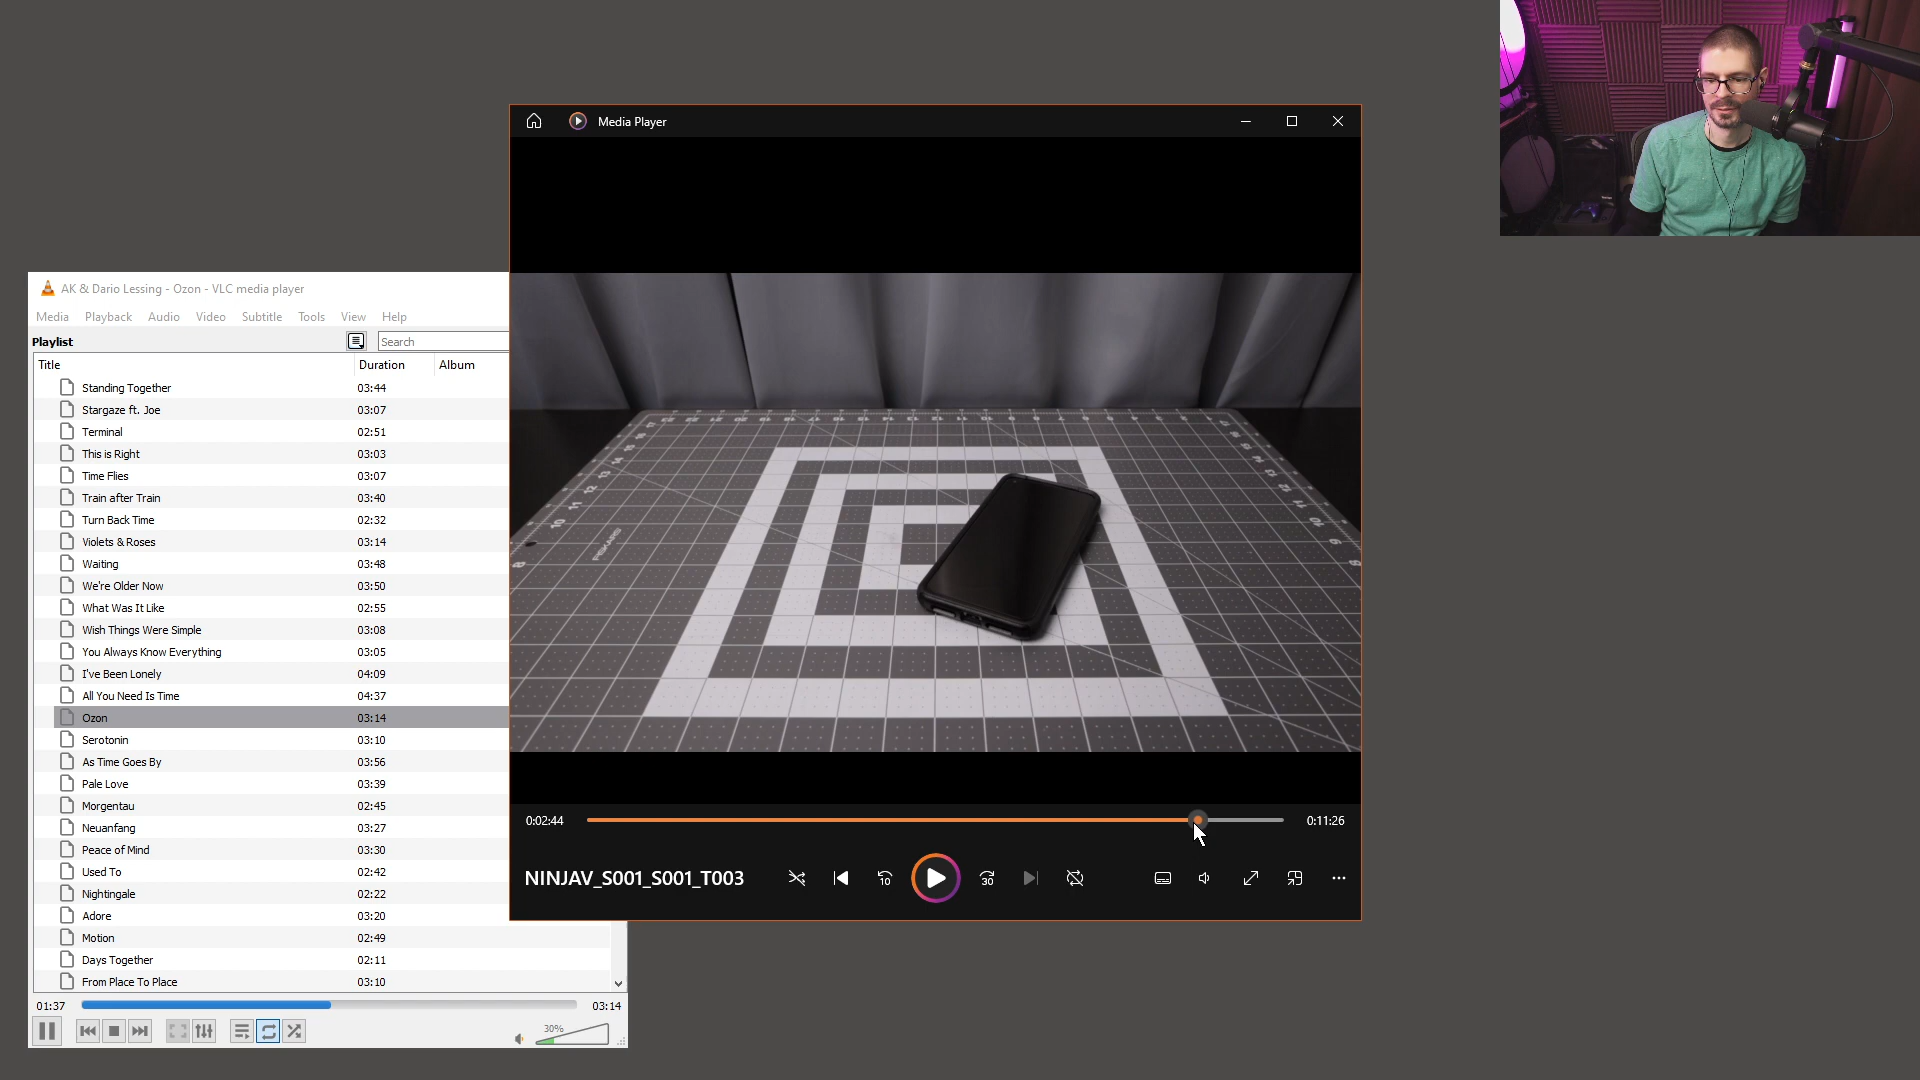 Media Player
AK & Dario Lessing - Ozon - VLC media player
Media Playback Audio Video Subtitle Tools View Help
Playlist
Search
Title Duration Album
Standing Together 03:44
Stargaze ft. Joe 03:07
Terminal 02:51
This is Right 03:03
Time Flies 03:07
Train after Train 03:40
Turn Back Time 02:32
Violets & Roses 03:14
Waiting 03:48
We're Older Now 03:50
What Was It Like 02:55
Wish Things Were Simple 03:08
You Always Know Everything 03:05
I've Been Lonely 04:09
All You Need Is Time 04:37
Ozon 03:14
Serotonin 03:10
As Time Goes By 03:56
Pale Love 03:39
Morgentau 02:45
Neuanfang 03:27
Peace of Mind 03:30
Used To 02:42
Nightingale 02:22
Adore 03:20
Motion 02:49
Days Together 02:11
From Place To Place 03:10
01:37 03:14
30%
FISKARS
0:02:44 0:11:26
NINJAV_S001_S001_T003
10
30